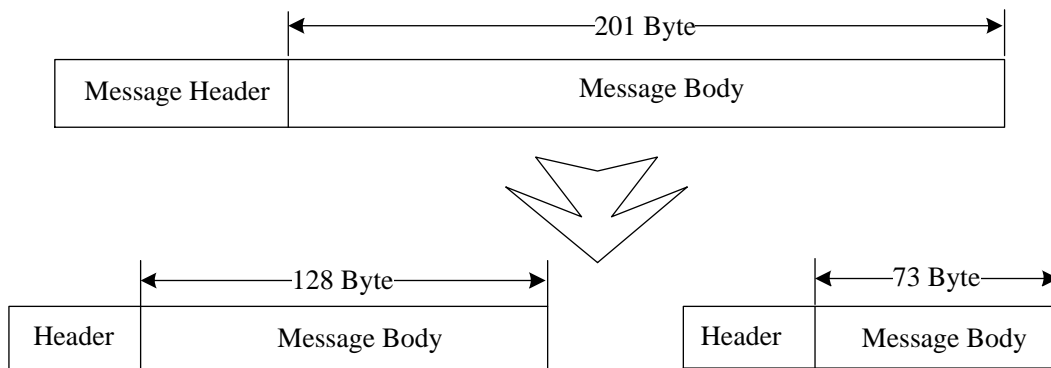 201 Byte
Message Header
Message Body
128 Byte
73 Byte
Header
Message Body
Header
Message Body